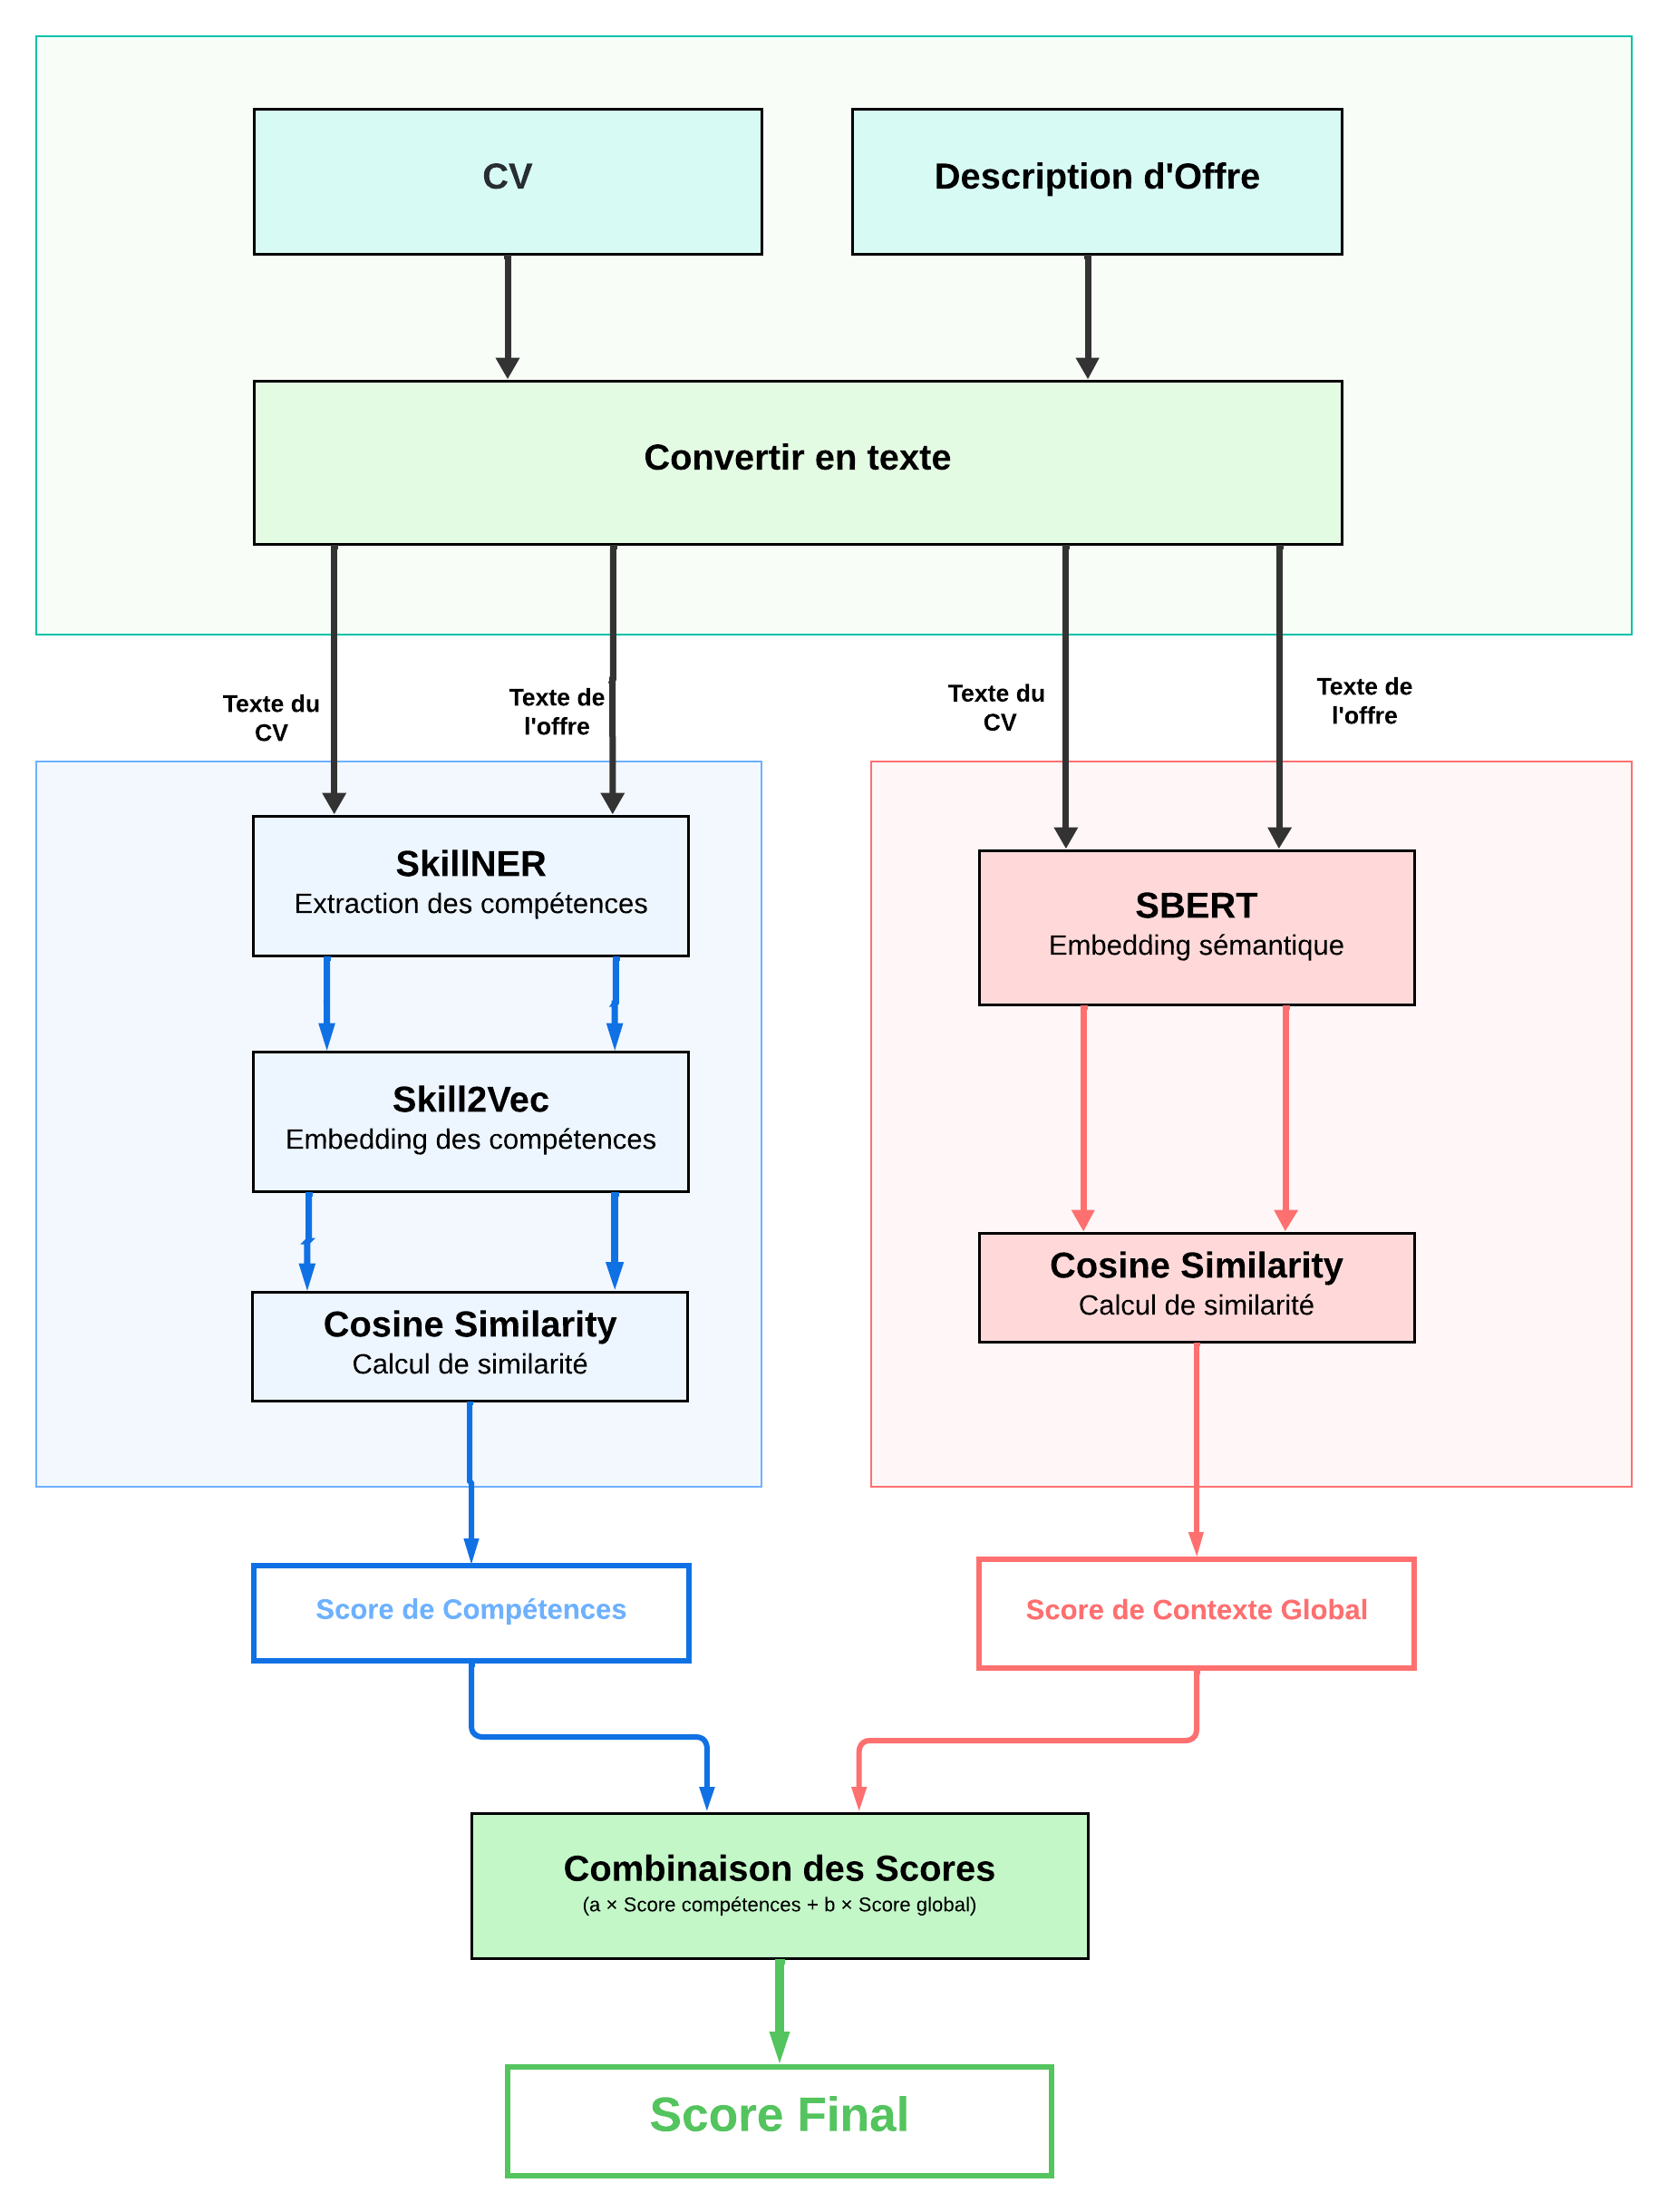 CV
Description d'Offre
Convertir en texte
Texte du
CV
Texte de
l'offre
Texte du
CV
Texte de
l'offre
SkillNER
Extraction des compétences
SBERT
Embedding sémantique
Skill2Vec
Embedding des compétences
Cosine Similarity
Calcul de similarité
Cosine Similarity
Calcul de similarité
Score de Compétences
Score de Contexte Global
Combinaison des Scores
(a × Score compétences + b × Score global)
Score Final